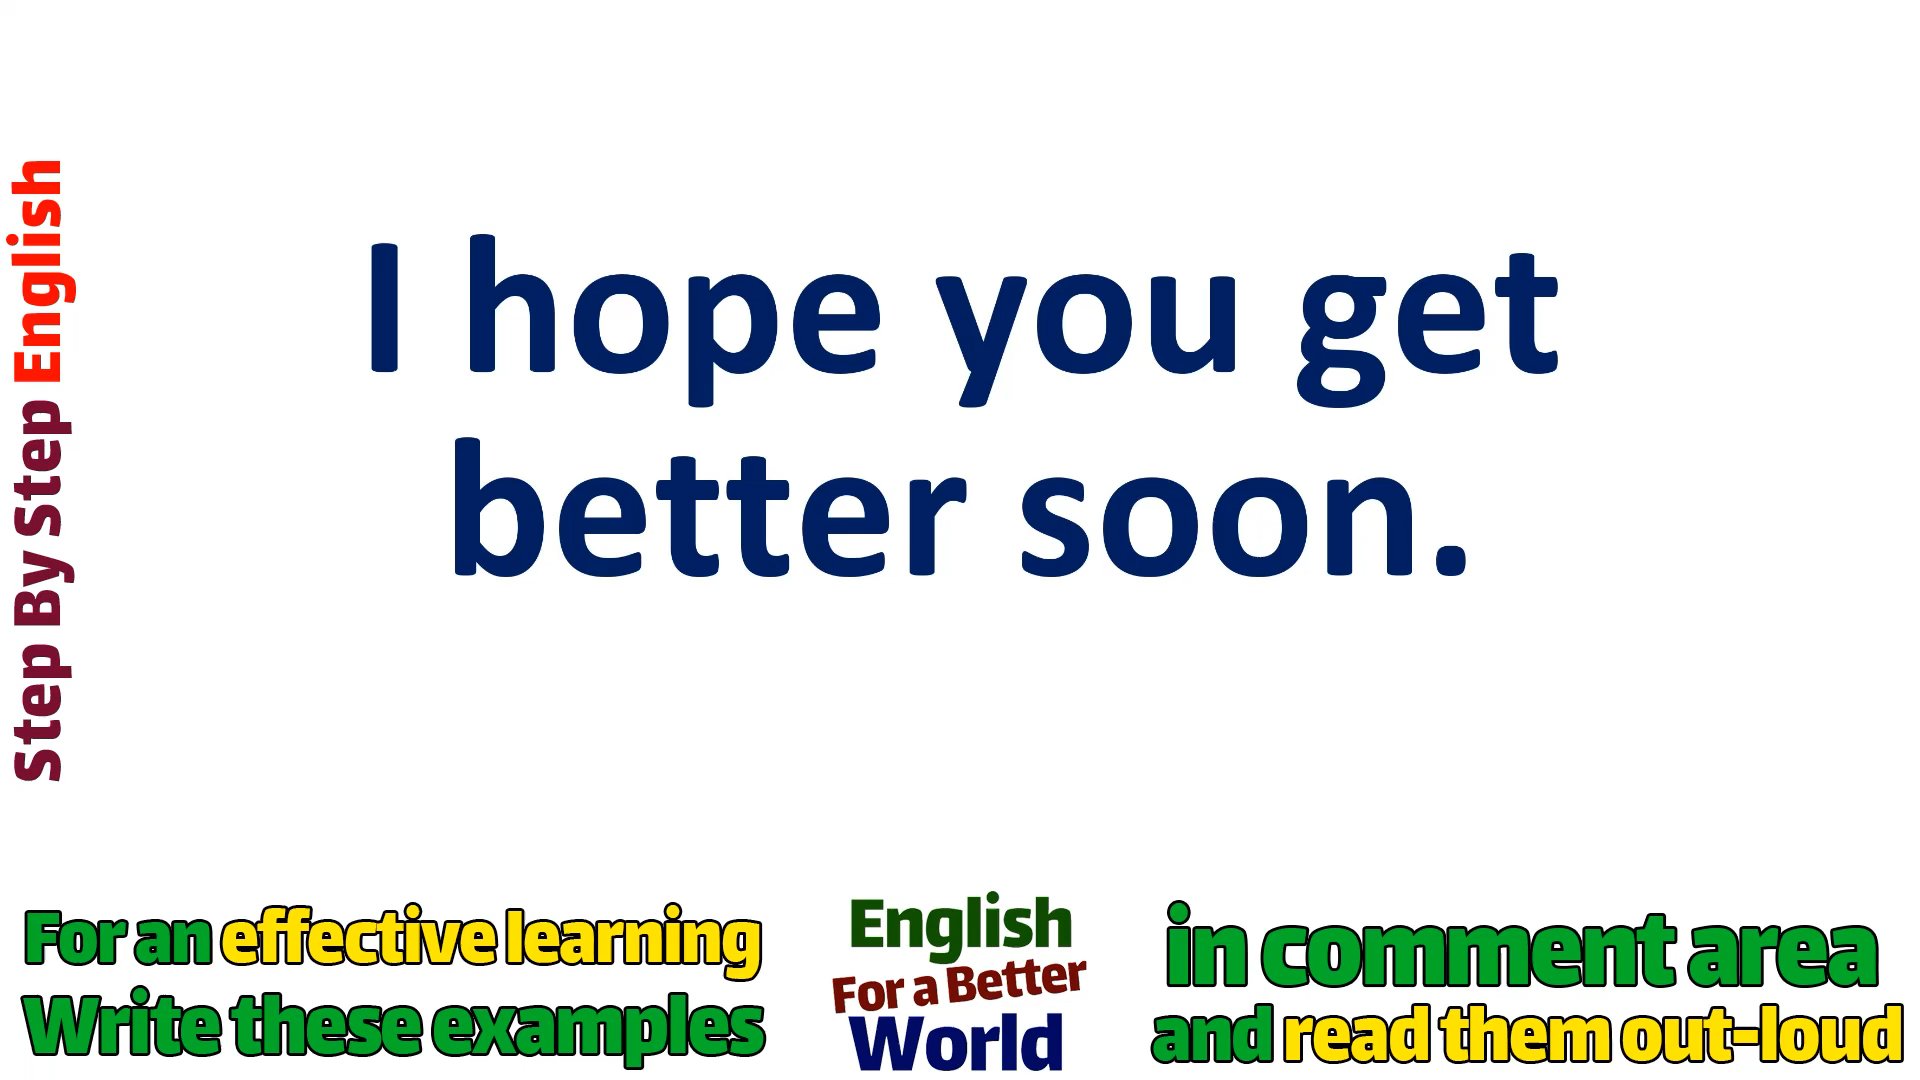 Step By Step English
I hope you get
better soon.
For an effective learning
Write these examples
English
For a Better
World
in comment area
and read them out-loud